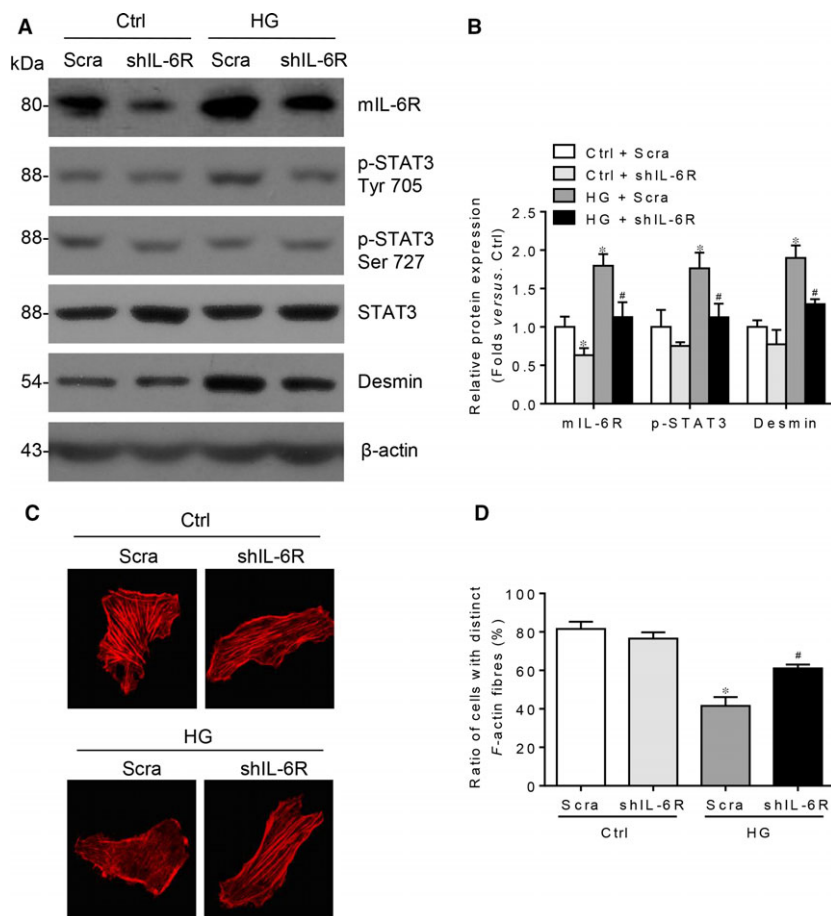 A
Ctrl HG
kDa Scra shIL-6R Scra shIL-6R
80- mIL-6R
88- p-STAT3
Tyr 705
88- p-STAT3
Ser 727
88- STAT3
54- Desmin
43- β-actin
B
Ctrl + Scra
Ctrl + shIL-6R
HG + Scra
HG + shIL-6R
Relative protein expression
(Folds versus. Ctrl)
2.5
2.0
1.5
1.0
0.5
0.0
* * # * # * #
mIL-6R p-STAT3 Desmin
C
Ctrl
Scra shIL-6R
HG
Scra shIL-6R
D
Ratio of cells with distinct
F-actin fibres (%)
100
80
60
40
20
0
* #
Scra shIL-6R Scra shIL-6R
Ctrl HG